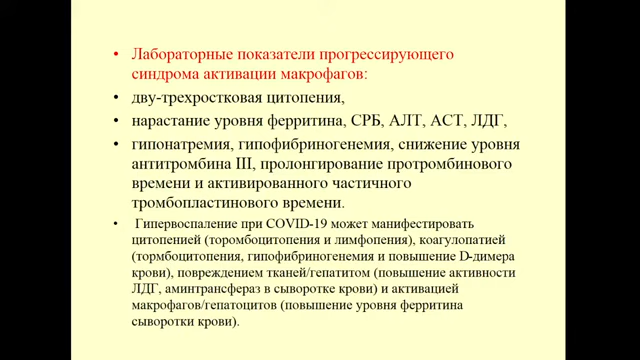 • Лабораторные показатели прогрессирующего
синдрома активации макрофагов:
• дву-трехростковая цитопения,
• нарастание уровня ферритина, СРБ, АЛТ, АСТ, ЛДГ,
• гипонатремия, гипофибриногенемия, снижение уровня
антитромбина III, пролонгирование протромбинового
времени и активированного частичного
тромбопластинового времени.
• Гипервоспаление при COVID-19 может манифестировать
цитопенией (торомбоцитопения и лимфопения), коагулопатией
(тормбоцитопения, гипофибриногенемия и повышение D-димера
крови), повреждением тканей/гепатитом (повышение активности
ЛДГ, аминтрансфераз в сыворотке крови) и активацией
макрофагов/гепатоцитов (повышение уровня ферритина
сыворотки крови).